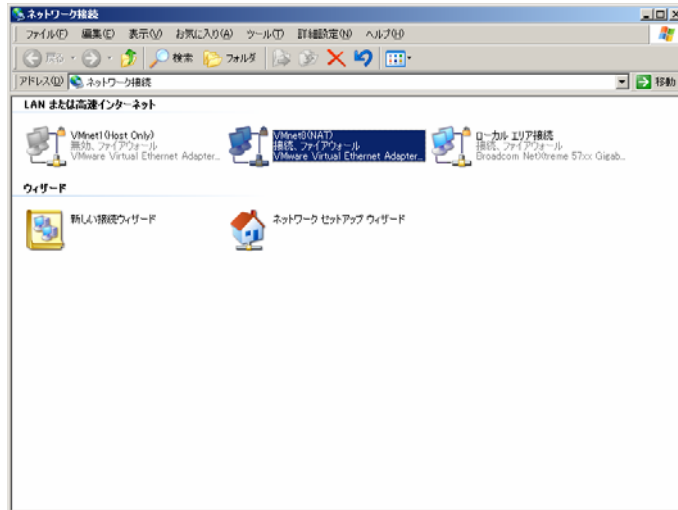 ネットワーク接続
ファイル(F) 編集(E) 表示(V) お気に入り(A) ツール(T) 詳細設定(N) ヘルプ(H)
戻る 検索 フォルダ
アドレス(D) ネットワーク接続 移動
LAN または高速インターネット
VMnet1(Host Only)
無効、ファイアウォール
VMware Virtual Ethernet Adapter...
VMnet8(NAT)
接続、ファイアウォール
VMware Virtual Ethernet Adapter...
ローカル エリア接続
接続、ファイアウォール
Broadcom NetXtreme 57xx Gigab...
ウィザード
新しい接続ウィザード
ネットワーク セットアップ ウィザード